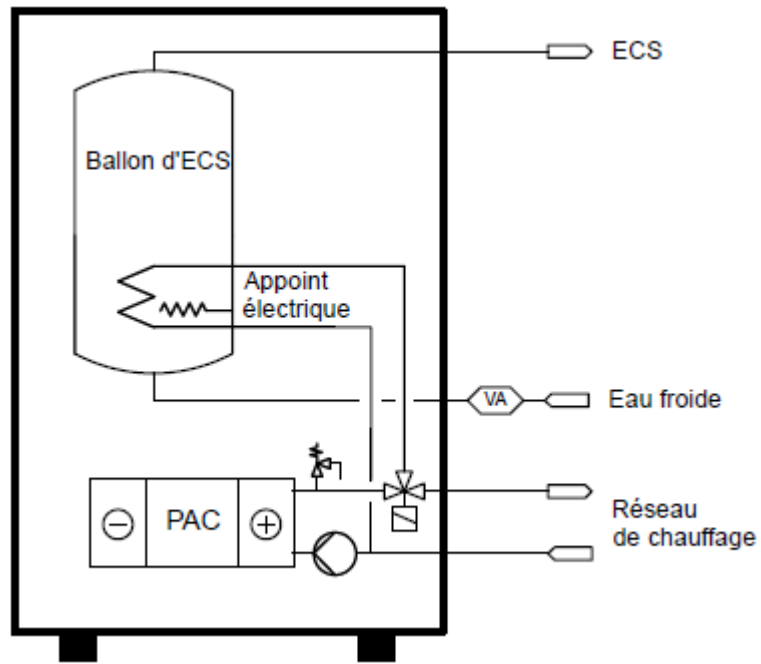 ECS
Ballon d'ECS
Appoint
électrique
VA
Eau froide
PAC
Réseau
de chauffage